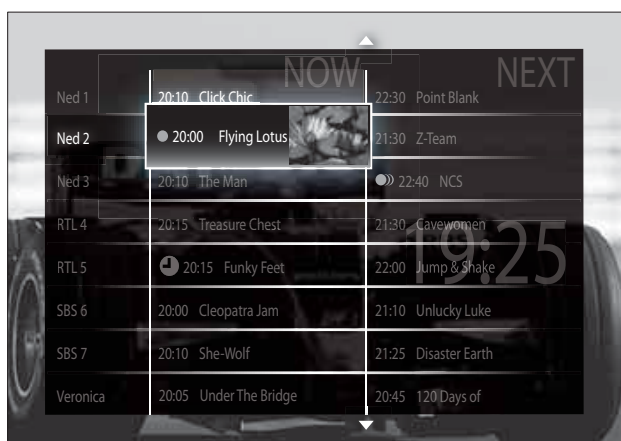 NOW NEXT
Ned 1 20:10 Click Chic 22:30 Point Blank
Ned 2 20:00 Flying Lotus 21:30 Z-Team
Ned 3 20:10 The Man 22:40 NCS
RTL 4 20:15 Treasure Chest 21:30 Cavewomen
19:25
RTL 5 20:15 Funky Feet 22:00 Jump & Shake
SBS 6 20:00 Cleopatra Jam 21:10 Unlucky Luke
SBS 7 20:10 She-Wolf 21:25 Disaster Earth
Veronica 20:05 Under The Bridge 20:45 120 Days of